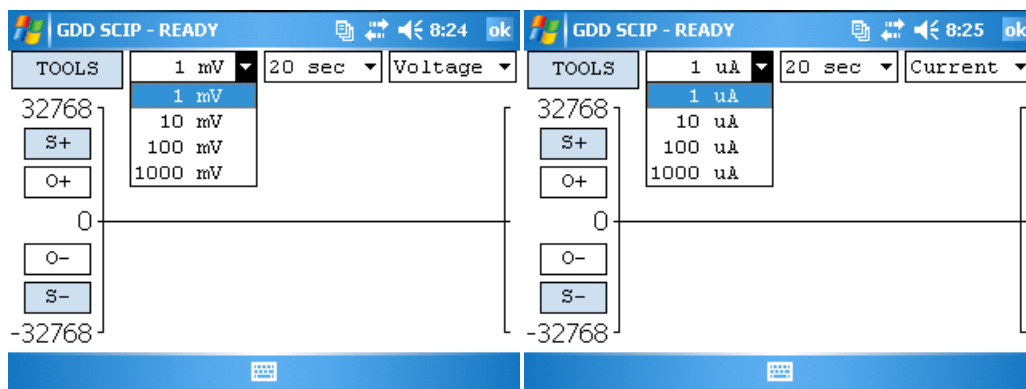 GDD SCIP - READY 8:24 ok
TOOLS 1 mV 20 sec Voltage
1 mV
32768
10 mV
S+ 100 mV
1000 mV
O+
0
O-
S-
-32768
GDD SCIP - READY 8:25 ok
TOOLS 1 uA 20 sec Current
1 uA
32768
10 uA
S+ 100 uA
1000 uA
O+
0
O-
S-
-32768